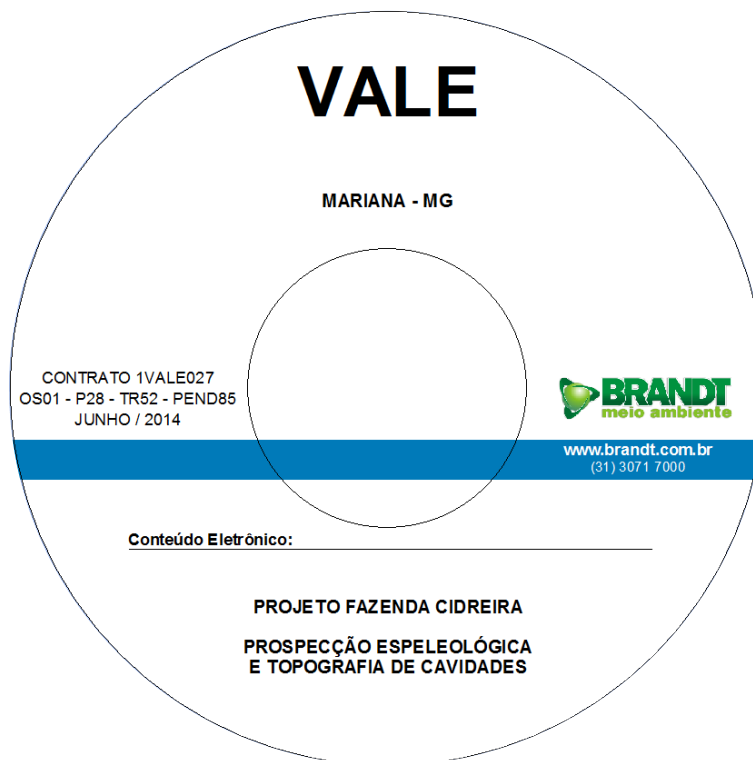 VALE
MARIANA - MG
CONTRATO 1VALE027
OS01 - P28 - TR52 - PEND85
JUNHO / 2014
BRANDT
meio ambiente
www.brandt.com.br
(31) 3071 7000
Conteúdo Eletrônico:
PROJETO FAZENDA CIDREIRA
PROSPECÇÃO ESPELEOLÓGICA
E TOPOGRAFIA DE CAVIDADES